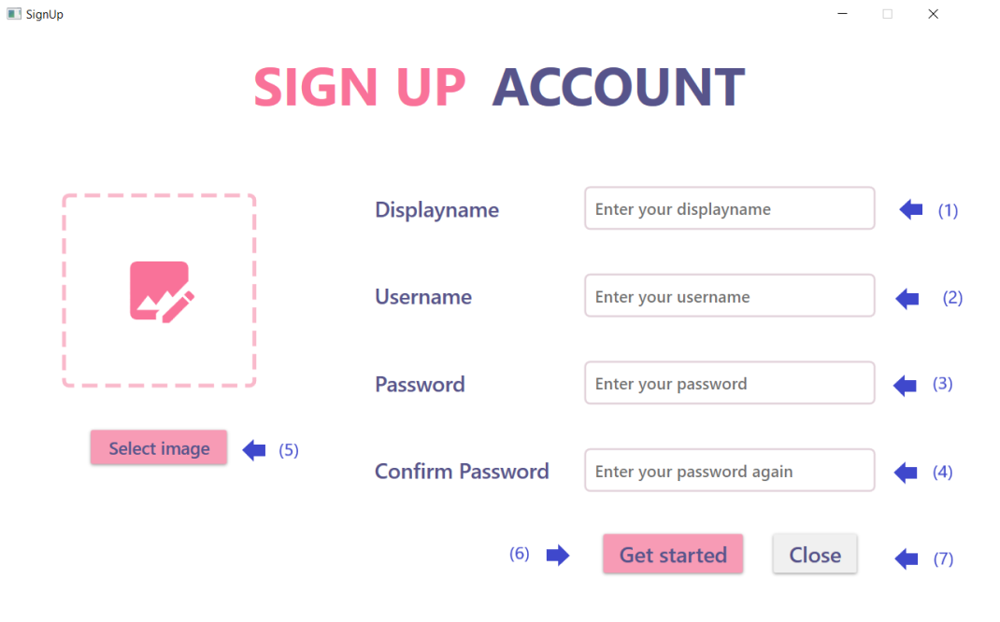 SignUp
SIGN UP ACCOUNT
Displayname
Enter your displayname
(1)
Username
Enter your username
(2)
Password
Enter your password
(3)
Select image
(5)
Confirm Password
Enter your password again
(4)
(6)
Get started
Close
(7)